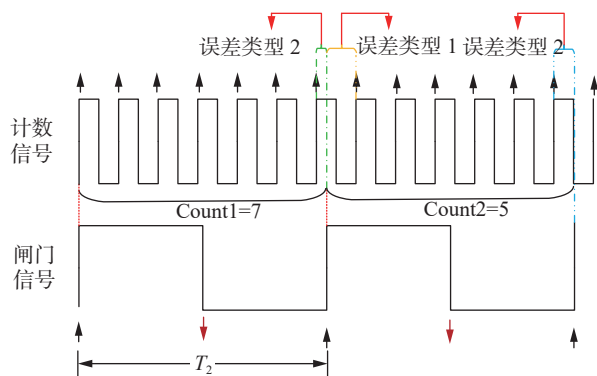 误差类型 2
误差类型 1
误差类型 2
计数
信号
Count1=7
Count2=5
闸门
信号
T₂